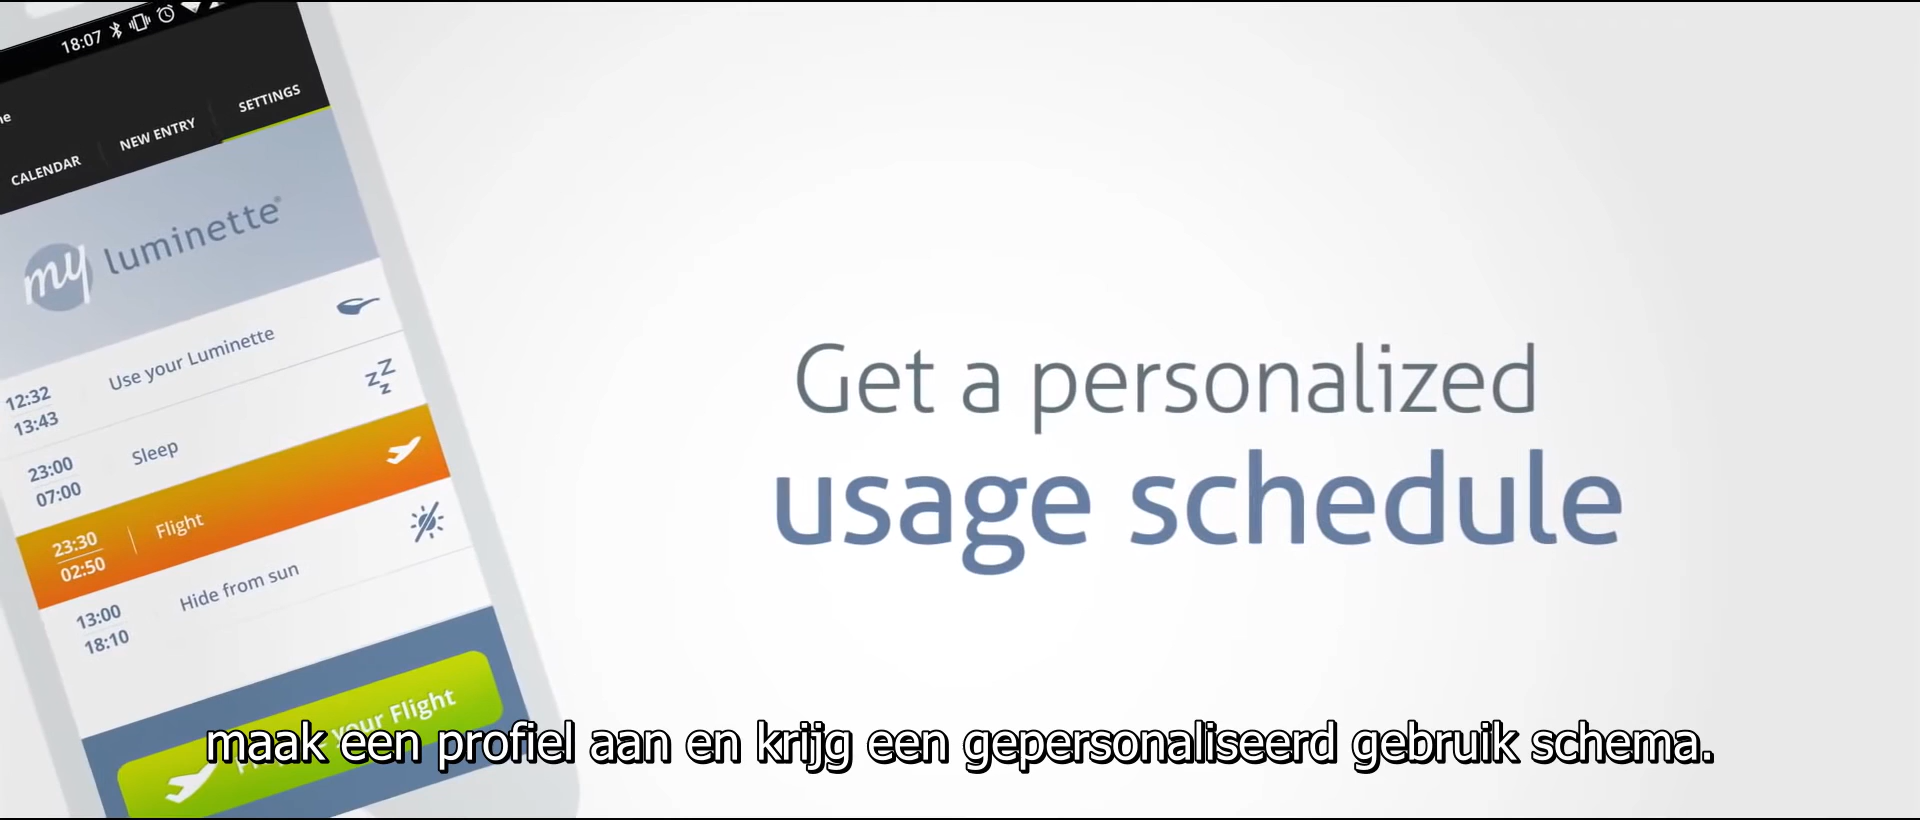 18:07
SETTINGS
NEW ENTRY
CALENDAR
my luminette®
12:32
13:43
Use your Luminette
23:00
07:00
Sleep
23:30
02:50
Flight
13:00
18:10
Hide from sun
your Flight
Get a personalized
usage schedule
maak een profiel aan en krijg een gepersonaliseerd gebruik schema.